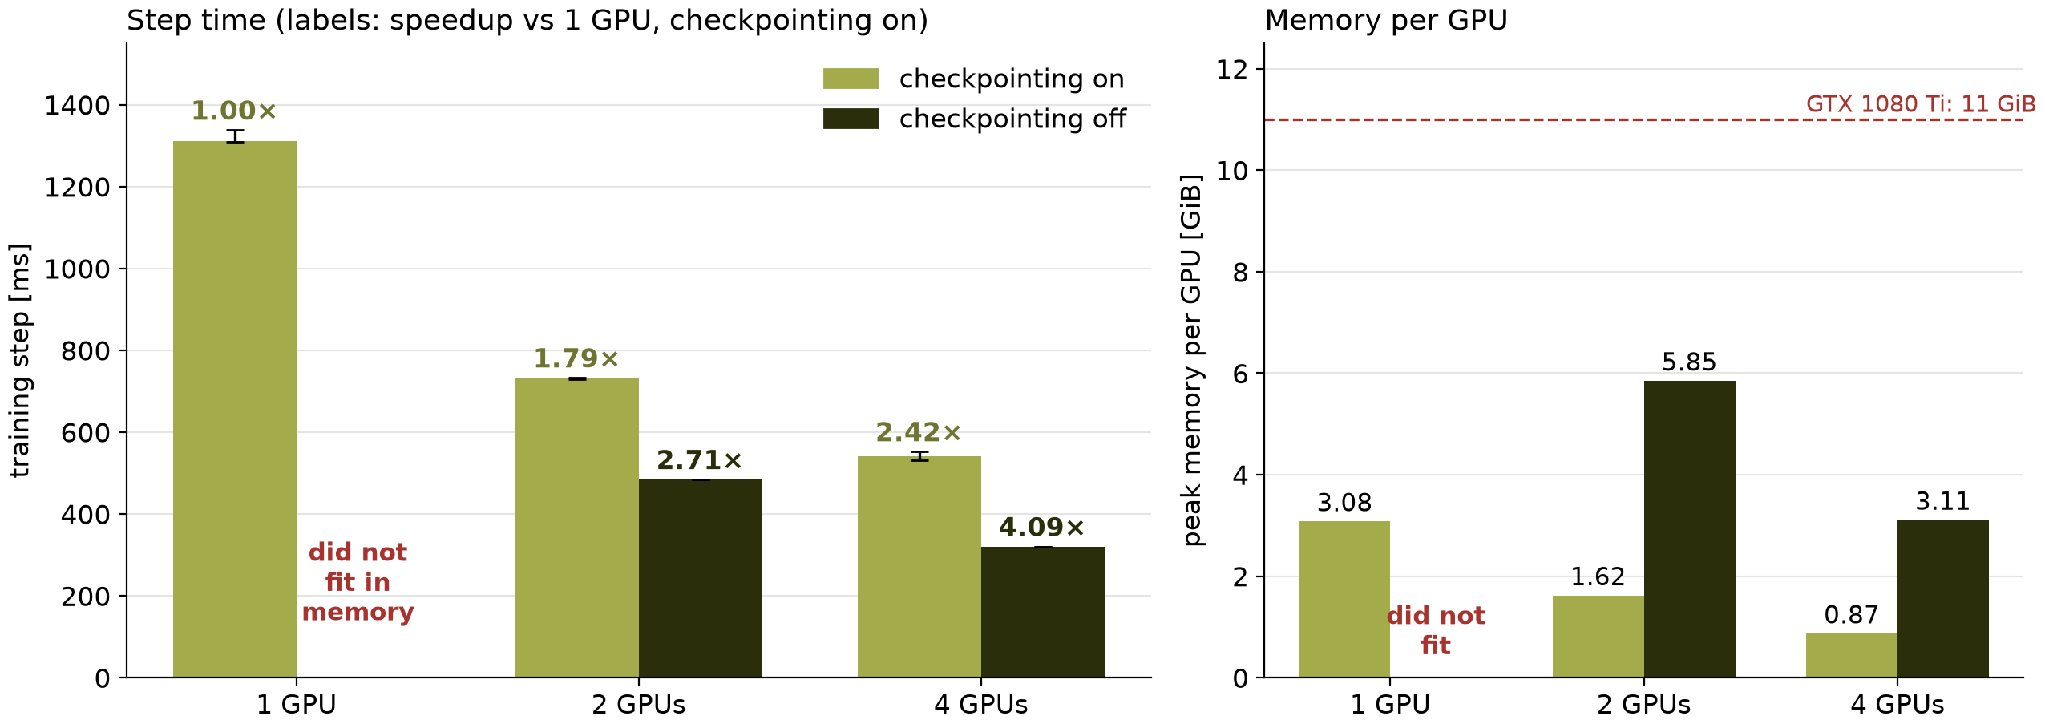 Step time (labels: speedup vs 1 GPU, checkpointing on)
training step [ms]
1400
1200
1000
800
600
400
200
0
checkpointing on
checkpointing off
1.00×
1.79×
2.71×
2.42×
4.09×
did not
fit in
memory
1 GPU
2 GPUs
4 GPUs
Memory per GPU
peak memory per GPU [GiB]
12
10
8
6
4
2
0
GTX 1080 Ti: 11 GiB
3.08
1.62
5.85
0.87
3.11
did not
fit
1 GPU
2 GPUs
4 GPUs